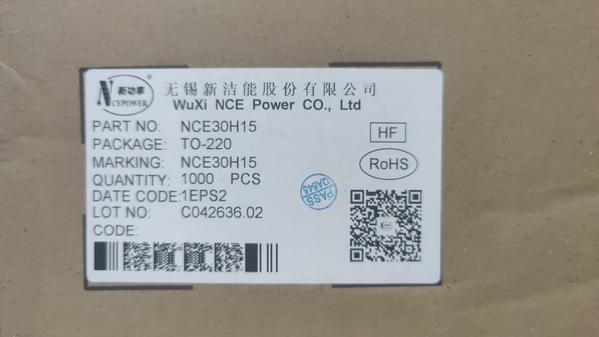 新功率
NCEPOWER
无锡新洁能股份有限公司
WuXi NCE Power CO., Ltd
PART NO: NCE30H15
PACKAGE: TO-220
MARKING: NCE30H15
QUANTITY: 1000 PCS
DATE CODE:1EPS2
LOT NO: C042636.02
CODE:
HF
RoHS
PASS
QA645